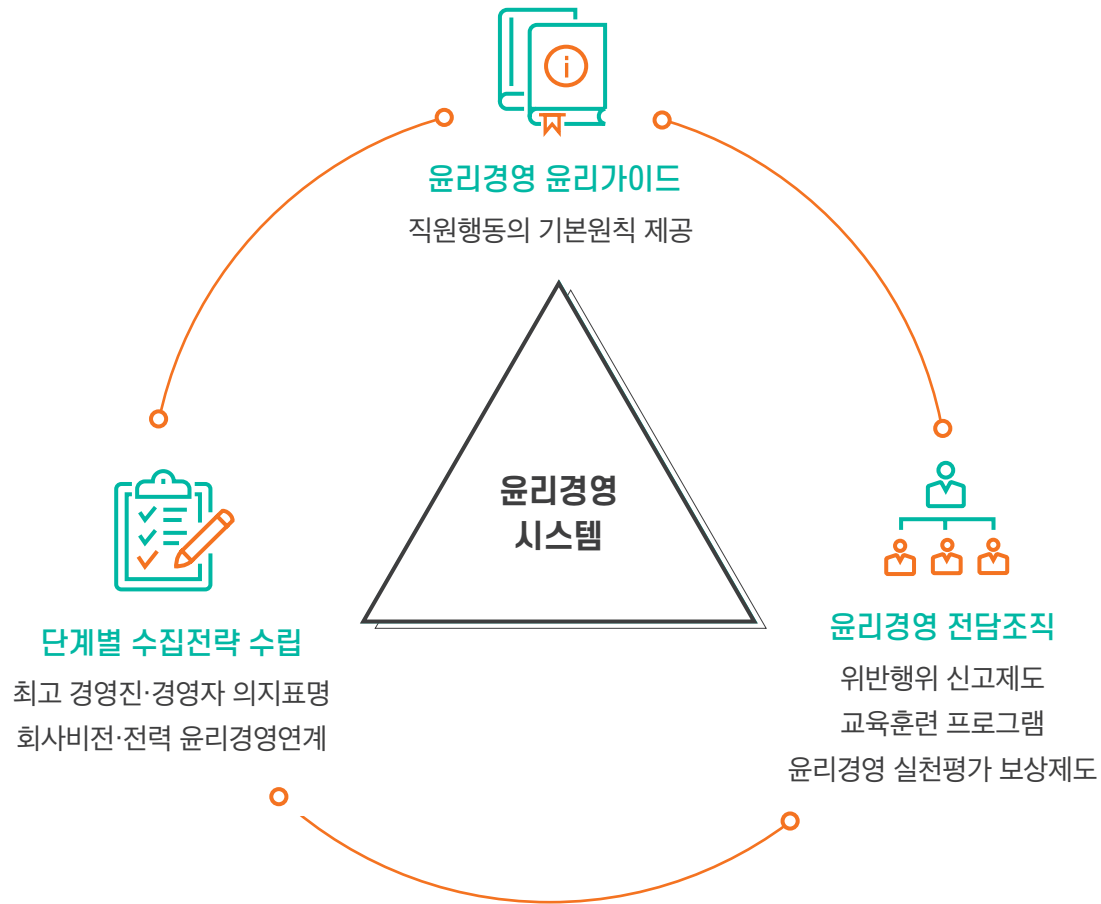 윤리경영 윤리가이드
직원행동의 기본원칙 제공
윤리경영
시스템
단계별 수집전략 수립
최고 경영진·경영자 의지표명
회사비전·전력 윤리경영연계
윤리경영 전담조직
위반행위 신고제도
교육훈련 프로그램
윤리경영 실천평가 보상제도